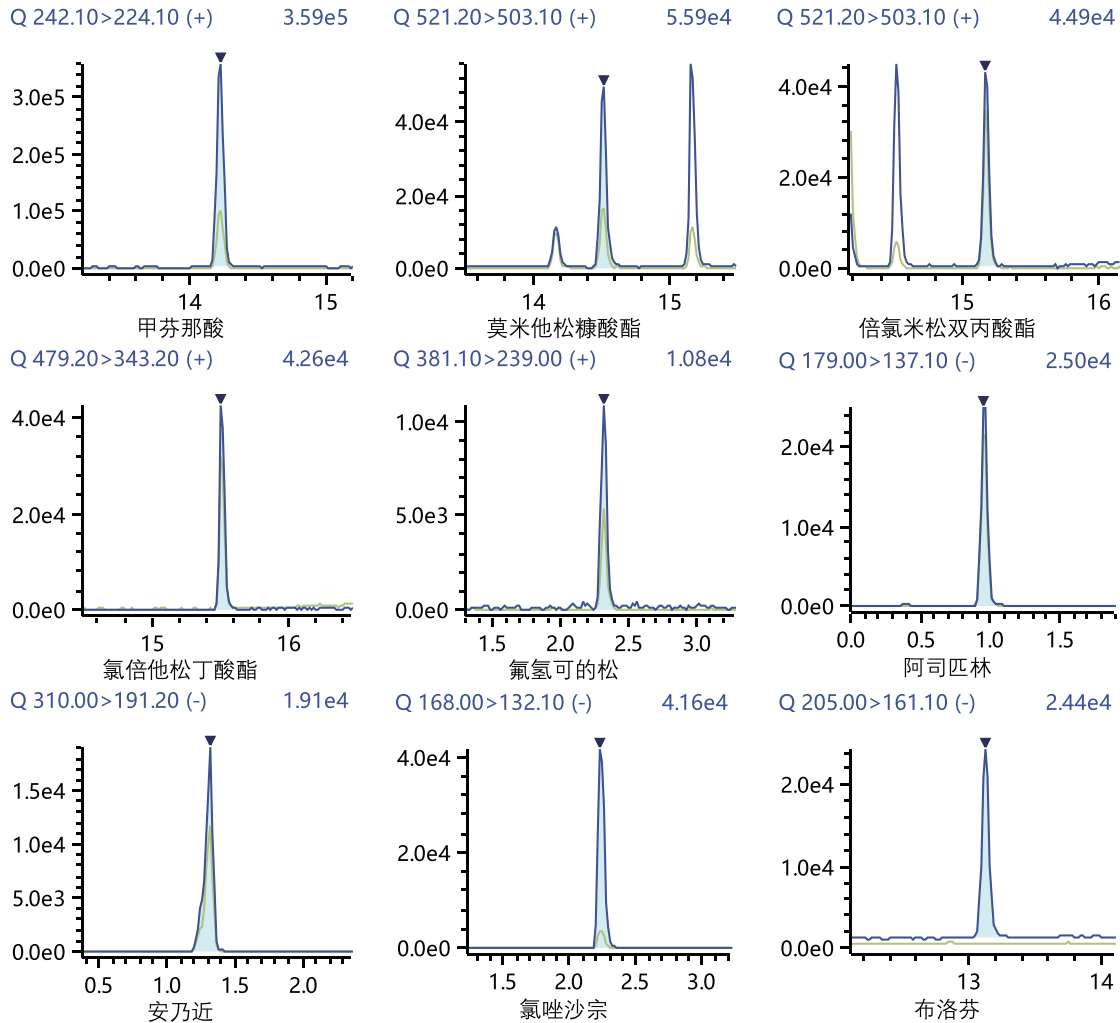 Q 242.10>224.10 (+) 3.59e5
3.0e5
2.0e5
1.0e5
0.0e0
14 15
甲芬那酸
Q 521.20>503.10 (+) 5.59e4
4.0e4
2.0e4
0.0e0
14 15
莫米他松糠酸酯
Q 521.20>503.10 (+) 4.49e4
4.0e4
2.0e4
0.0e0
15 16
倍氯米松双丙酸酯
Q 479.20>343.20 (+) 4.26e4
4.0e4
2.0e4
0.0e0
15 16
氯倍他松丁酸酯
Q 381.10>239.00 (+) 1.08e4
1.0e4
5.0e3
0.0e0
1.5 2.0 2.5 3.0
氟氢可的松
Q 179.00>137.10 (-) 2.50e4
2.0e4
1.0e4
0.0e0
0.0 0.5 1.0 1.5
阿司匹林
Q 310.00>191.20 (-) 1.91e4
1.5e4
1.0e4
5.0e3
0.0e0
0.5 1.0 1.5 2.0
安乃近
Q 168.00>132.10 (-) 4.16e4
4.0e4
2.0e4
0.0e0
1.5 2.0 2.5 3.0
氯唑沙宗
Q 205.00>161.10 (-) 2.44e4
2.0e4
1.0e4
0.0e0
13 14
布洛芬